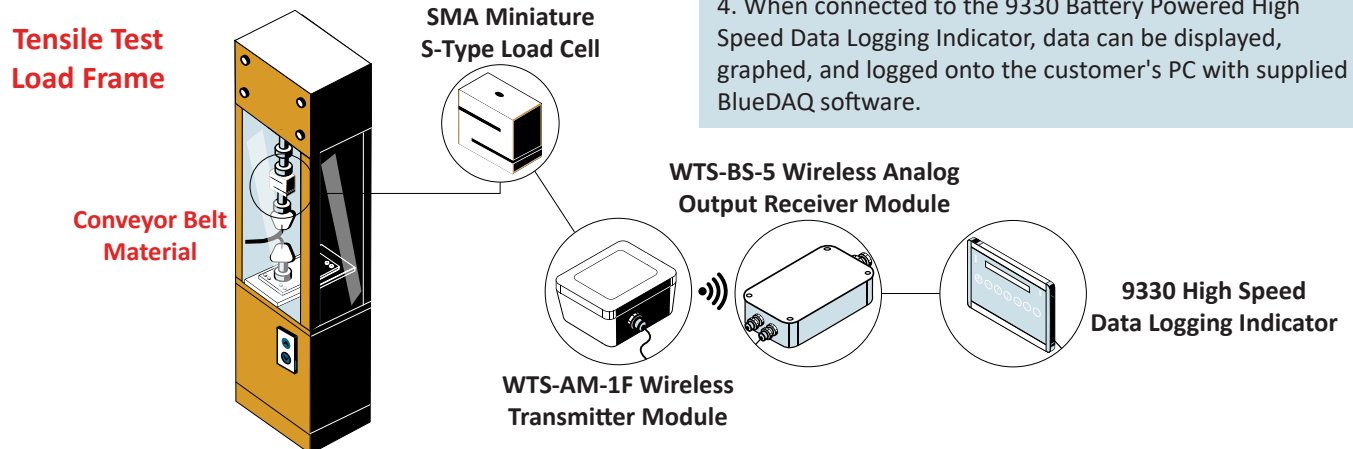 Tensile Test
Load Frame
SMA Miniature
S-Type Load Cell
4. When connected to the 9330 Battery Powered High
Speed Data Logging Indicator, data can be displayed,
graphed, and logged onto the customer's PC with supplied
BlueDAQ software.
Conveyor Belt
Material
WTS-BS-5 Wireless Analog
Output Receiver Module
9330 High Speed
Data Logging Indicator
WTS-AM-1F Wireless
Transmitter Module